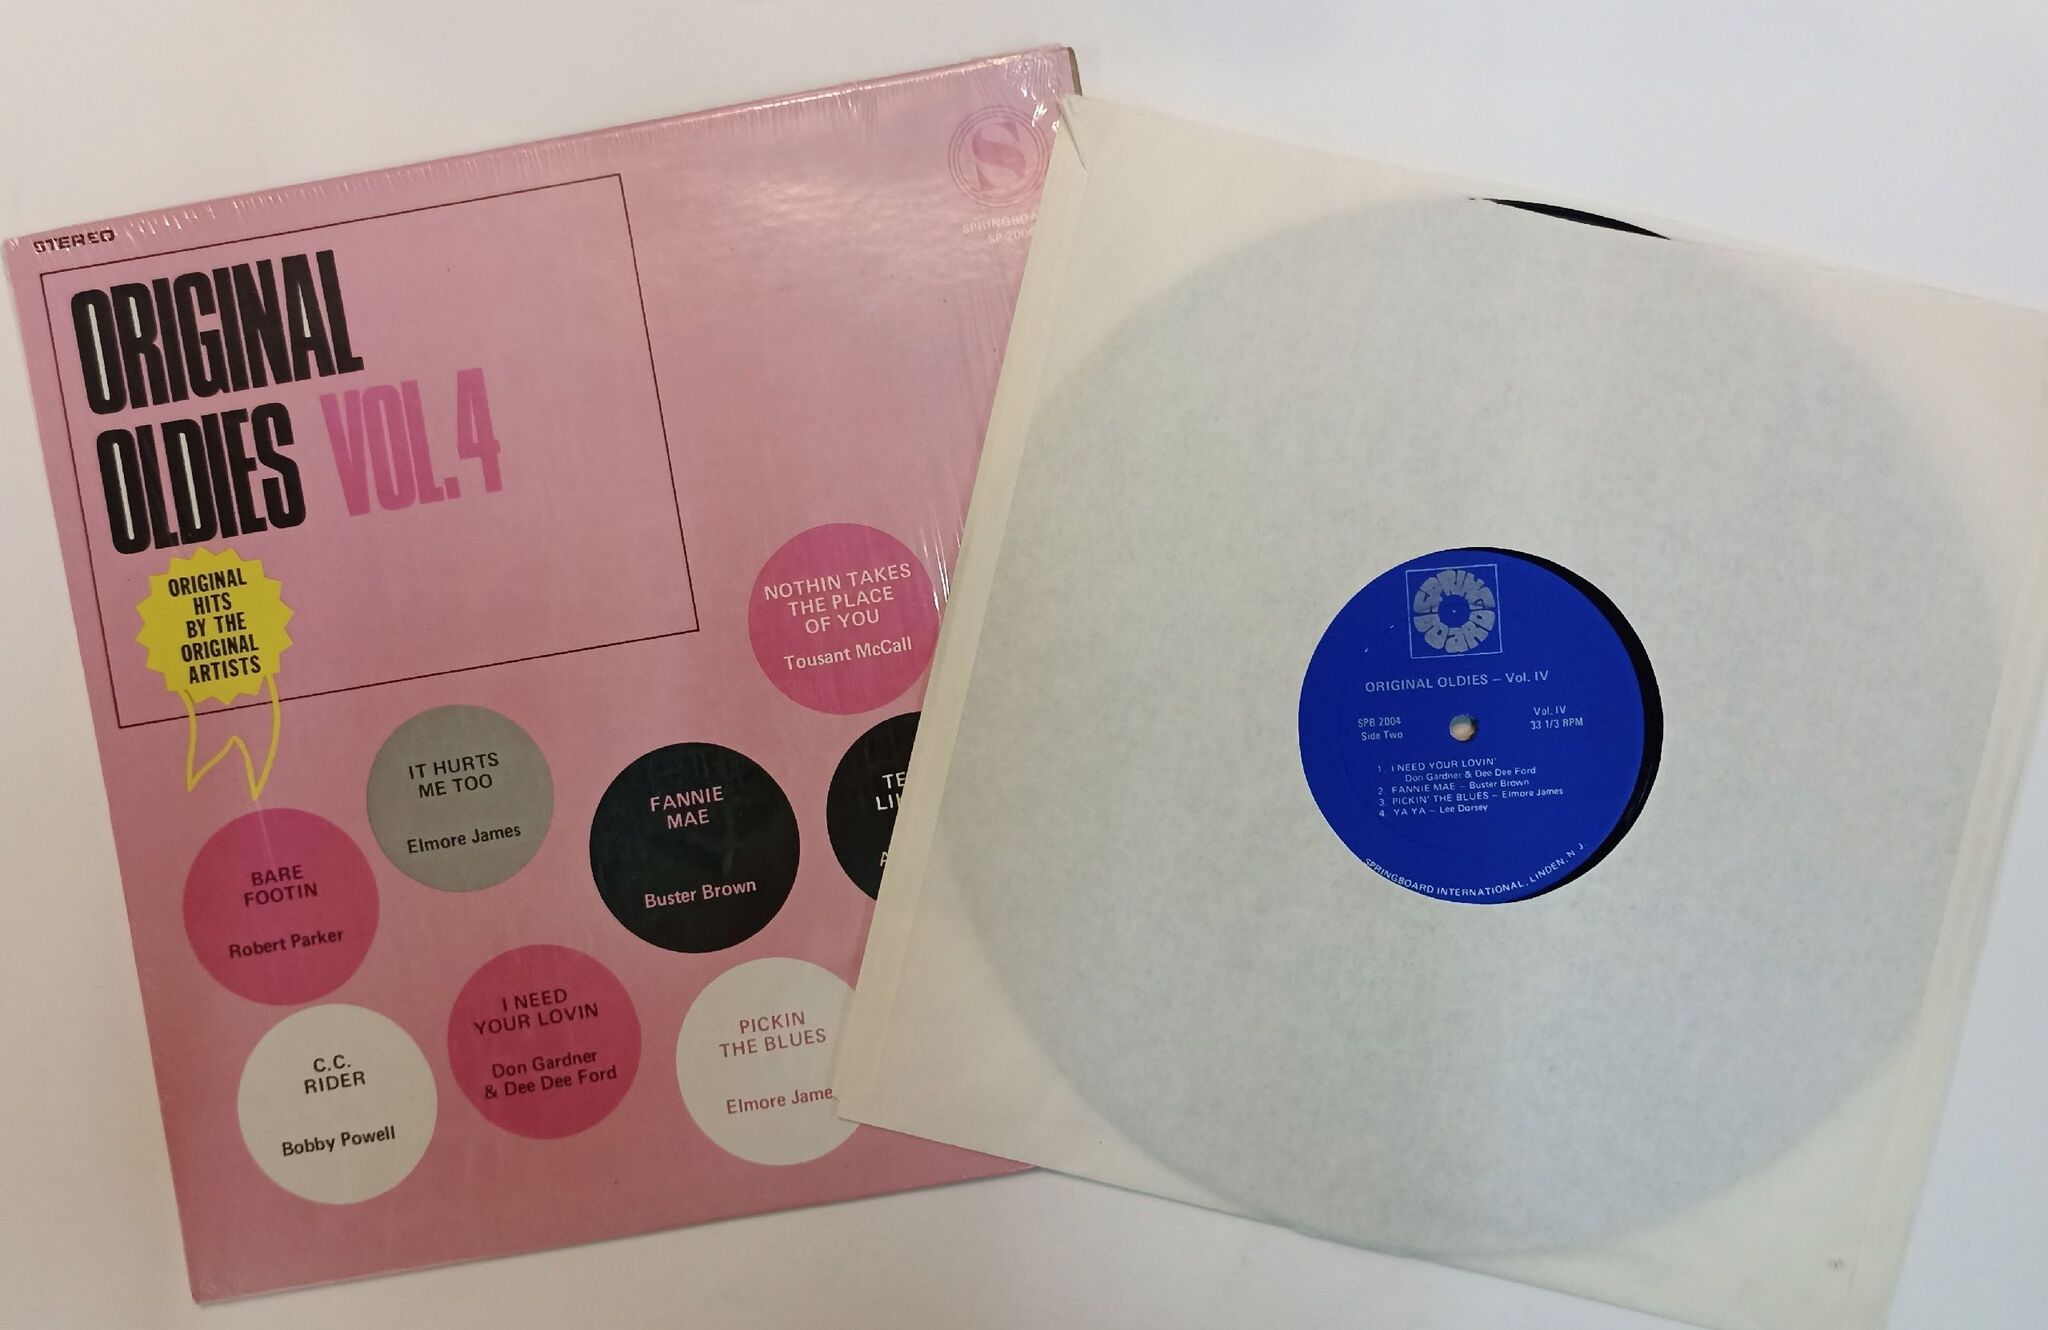 STEREO
ORIGINAL
OLDIES VOL.4
ORIGINAL
HITS
BY THE
ORIGINAL
ARTISTS
S
NOTHIN TAKES
THE PLACE
OF YOU
Tousant McCall
IT HURTS
ME TOO
Elmore James
FANNIE
MAE
Buster Brown
BARE
FOOTIN
Robert Parker
I NEED
YOUR LOVIN
Don Gardner
& Dee Dee Ford
PICKIN
THE BLUES
Elmore Jame
C.C.
RIDER
Bobby Powell
SPRINGBOARD
ORIGINAL OLDIES – Vol. IV
SPB 2004
Side Two
Vol. IV
33 1/3 RPM
1. I NEED YOUR LOVIN'
Don Gardner & Dee Dee Ford
2. FANNIE MAE – Buster Brown
3. PICKIN' THE BLUES – Elmore James
4. YA YA – Lee Dorsey
SPRINGBOARD INTERNATIONAL, LINDEN, N.J.